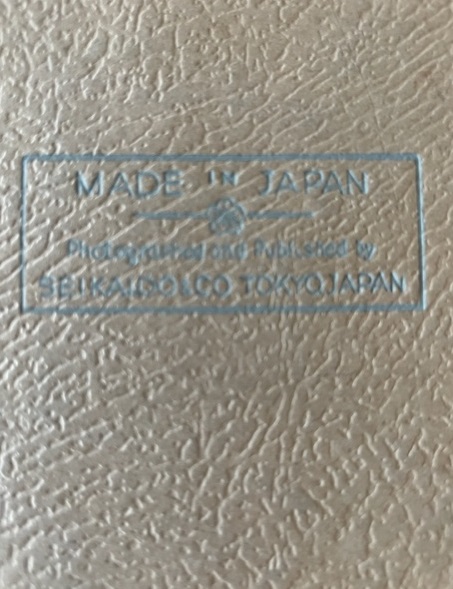 MADE IN JAPAN
Photographed and Published by
SEIKAIDO & CO. TOKYO, JAPAN